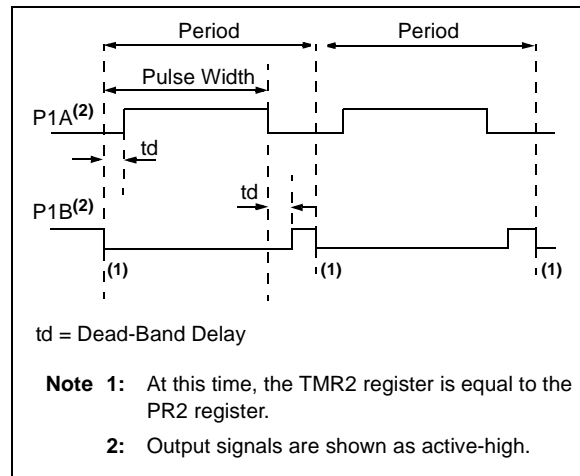 Period Period
Pulse Width
P1A(2)
td
td
P1B(2)
(1) (1) (1)
td = Dead-Band Delay
Note 1: At this time, the TMR2 register is equal to the
PR2 register.
2: Output signals are shown as active-high.